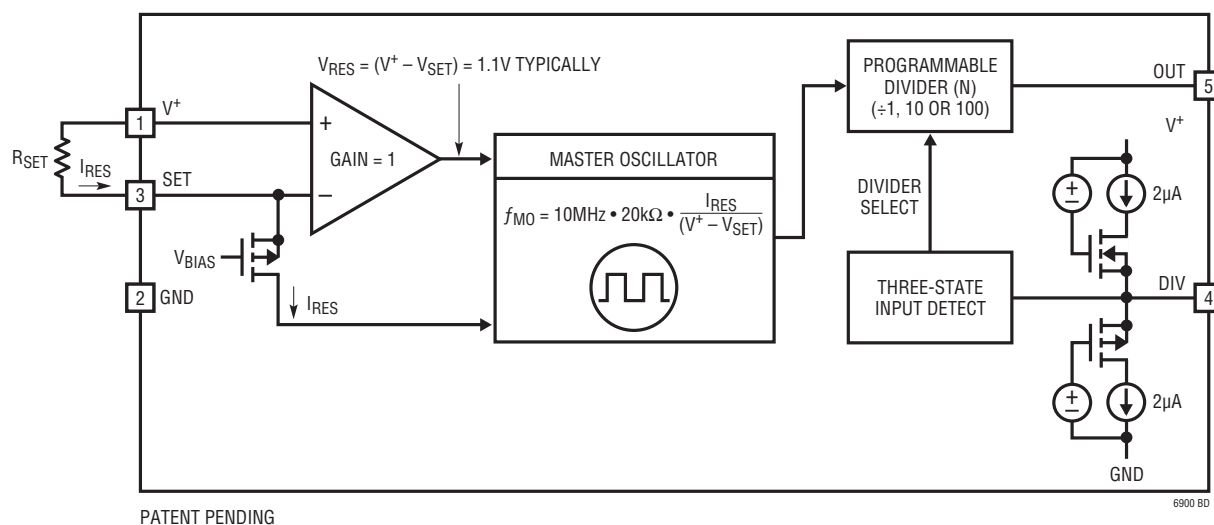 V_RES = (V⁺ – V_SET) = 1.1V TYPICALLY
PROGRAMMABLE
DIVIDER (N)
(÷1, 10 OR 100)
OUT
5
1
V⁺
+
GAIN = 1
–
R_SET
I_RES
3
SET
MASTER OSCILLATOR
ƒ_MO = 10MHz • 20kΩ • I_RES / (V⁺ – V_SET)
DIVIDER
SELECT
V⁺
+
–
2µA
V_BIAS
I_RES
2
GND
THREE-STATE
INPUT DETECT
DIV
4
+
–
2µA
GND
6900 BD
PATENT PENDING